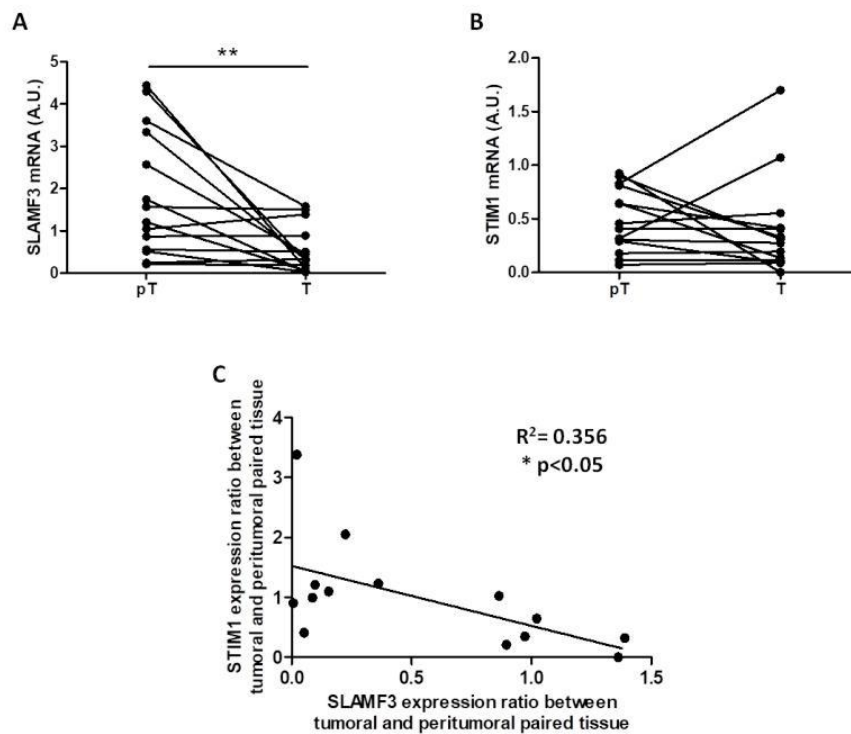 A
**
SLAMF3 mRNA (A.U.)
5
4
3
2
1
0
pT
T
B
STIM1 mRNA (A.U.)
2.0
1.5
1.0
0.5
0.0
pT
T
C
STIM1 expression ratio between
tumoral and peritumoral paired tissue
4
3
2
1
0
R²= 0.356
* p<0.05
0.0
0.5
1.0
1.5
SLAMF3 expression ratio between
tumoral and peritumoral paired tissue